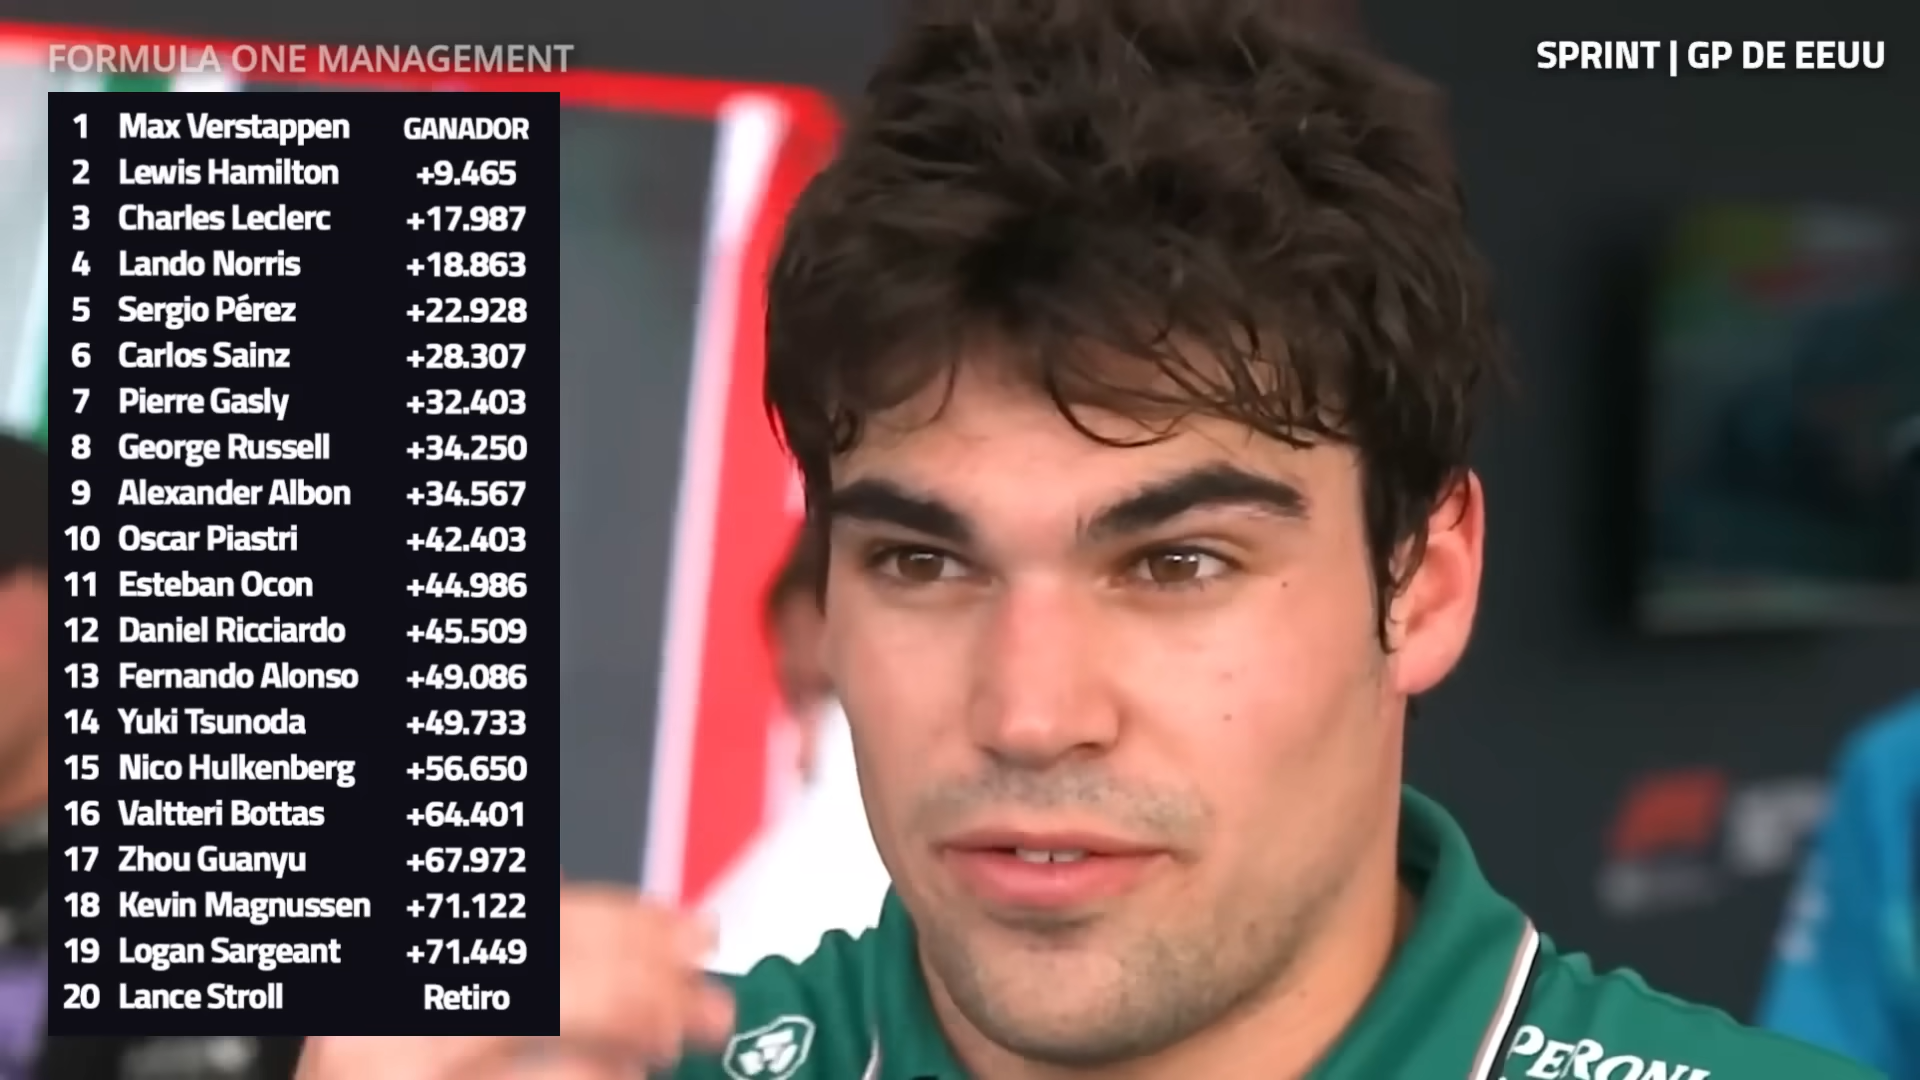 FORMULA ONE MANAGEMENT
SPRINT | GP DE EEUU
1 Max Verstappen GANADOR
2 Lewis Hamilton +9.465
3 Charles Leclerc +17.987
4 Lando Norris +18.863
5 Sergio Pérez +22.928
6 Carlos Sainz +28.307
7 Pierre Gasly +32.403
8 George Russell +34.250
9 Alexander Albon +34.567
10 Oscar Piastri +42.403
11 Esteban Ocon +44.986
12 Daniel Ricciardo +45.509
13 Fernando Alonso +49.086
14 Yuki Tsunoda +49.733
15 Nico Hulkenberg +56.650
16 Valtteri Bottas +64.401
17 Zhou Guanyu +67.972
18 Kevin Magnussen +71.122
19 Logan Sargeant +71.449
20 Lance Stroll Retiro
PERONI